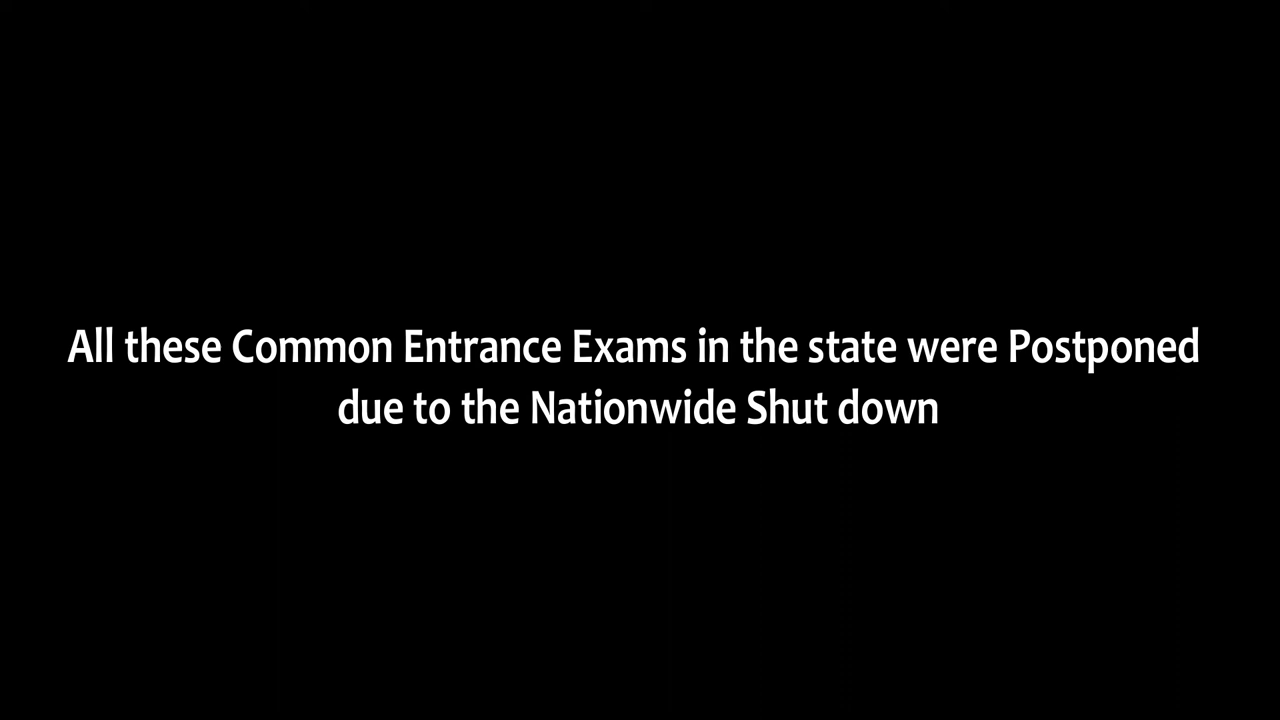 All these Common Entrance Exams in the state were Postponed
due to the Nationwide Shut down